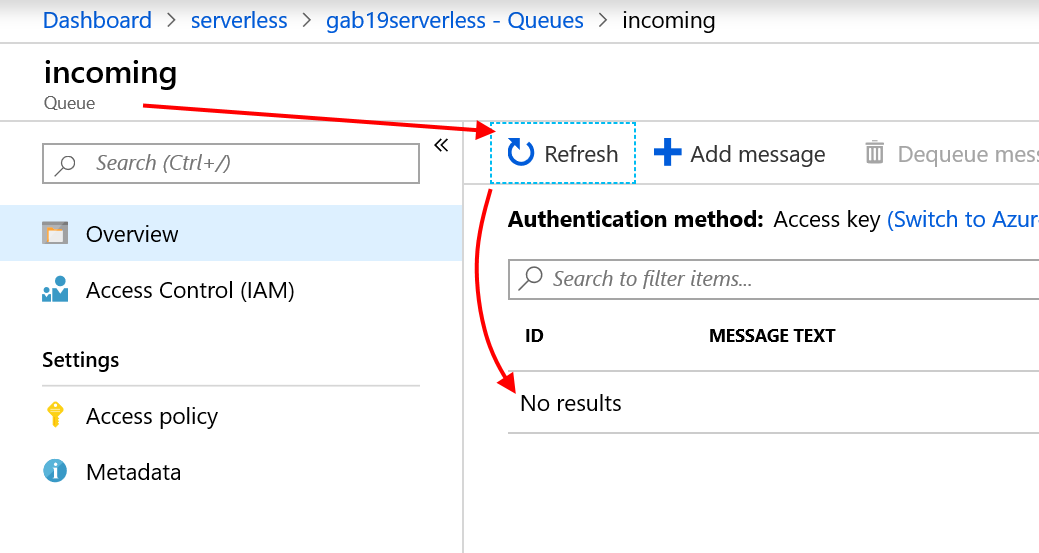 Dashboard > serverless > gab19serverless - Queues > incoming
incoming
Queue
«
Search (Ctrl+/)
Overview
Access Control (IAM)
Settings
Access policy
Metadata
Refresh
Add message
Dequeue mes
Authentication method: Access key (Switch to Azur
Search to filter items...
ID MESSAGE TEXT
No results